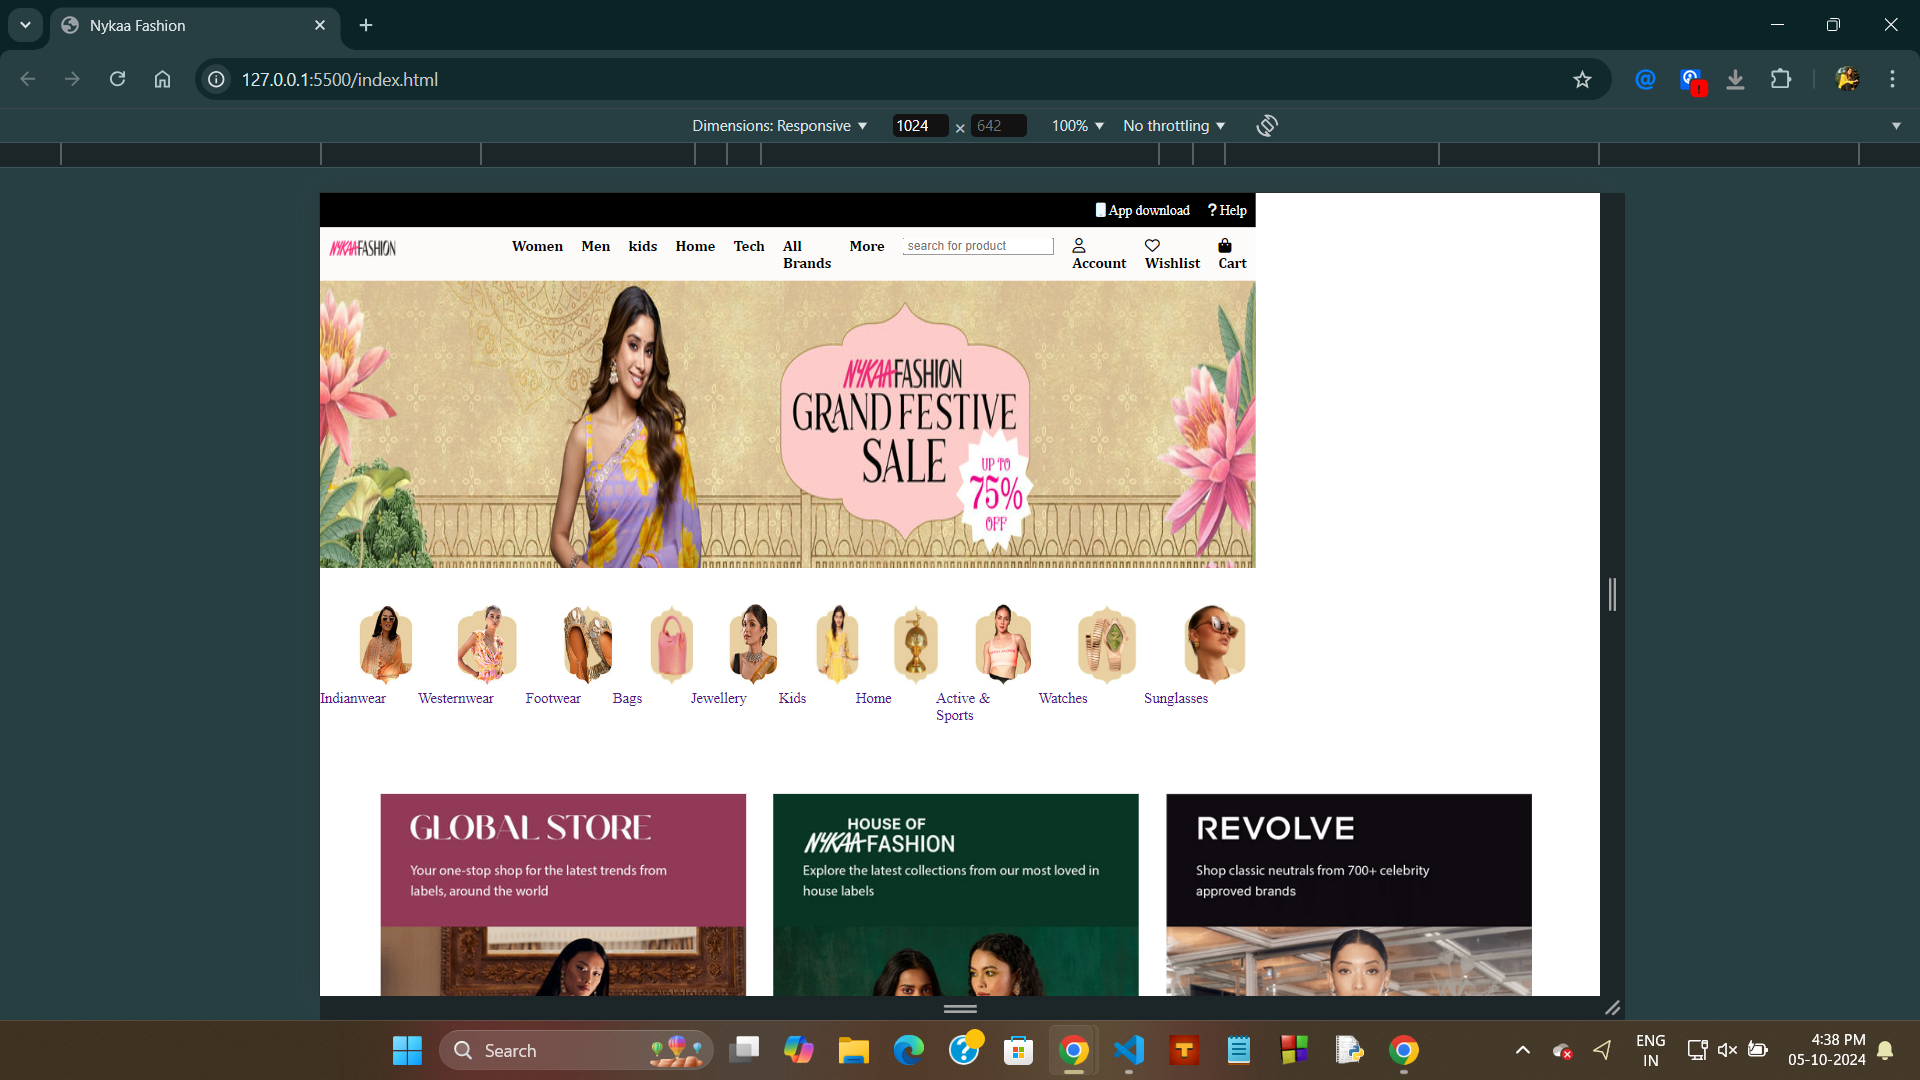 Nykaa Fashion
127.0.0.1:5500/index.html
Dimensions: Responsive 1024 × 642 100% No throttling
App download ? Help
NYKAA FASHION
Women Men kids Home Tech All Brands More search for product Account Wishlist Cart
NYKAA FASHION
GRAND FESTIVE
SALE
UP TO
75%
OFF
Indianwear Westernwear Footwear Bags Jewellery Kids Home Active & Sports Watches Sunglasses
GLOBAL STORE
Your one-stop shop for the latest trends from
labels, around the world
HOUSE OF
NYKAA FASHION
Explore the latest collections from our most loved in
house labels
REVOLVE
Shop classic neutrals from 700+ celebrity
approved brands
Search
ENG
IN
4:38 PM
05-10-2024